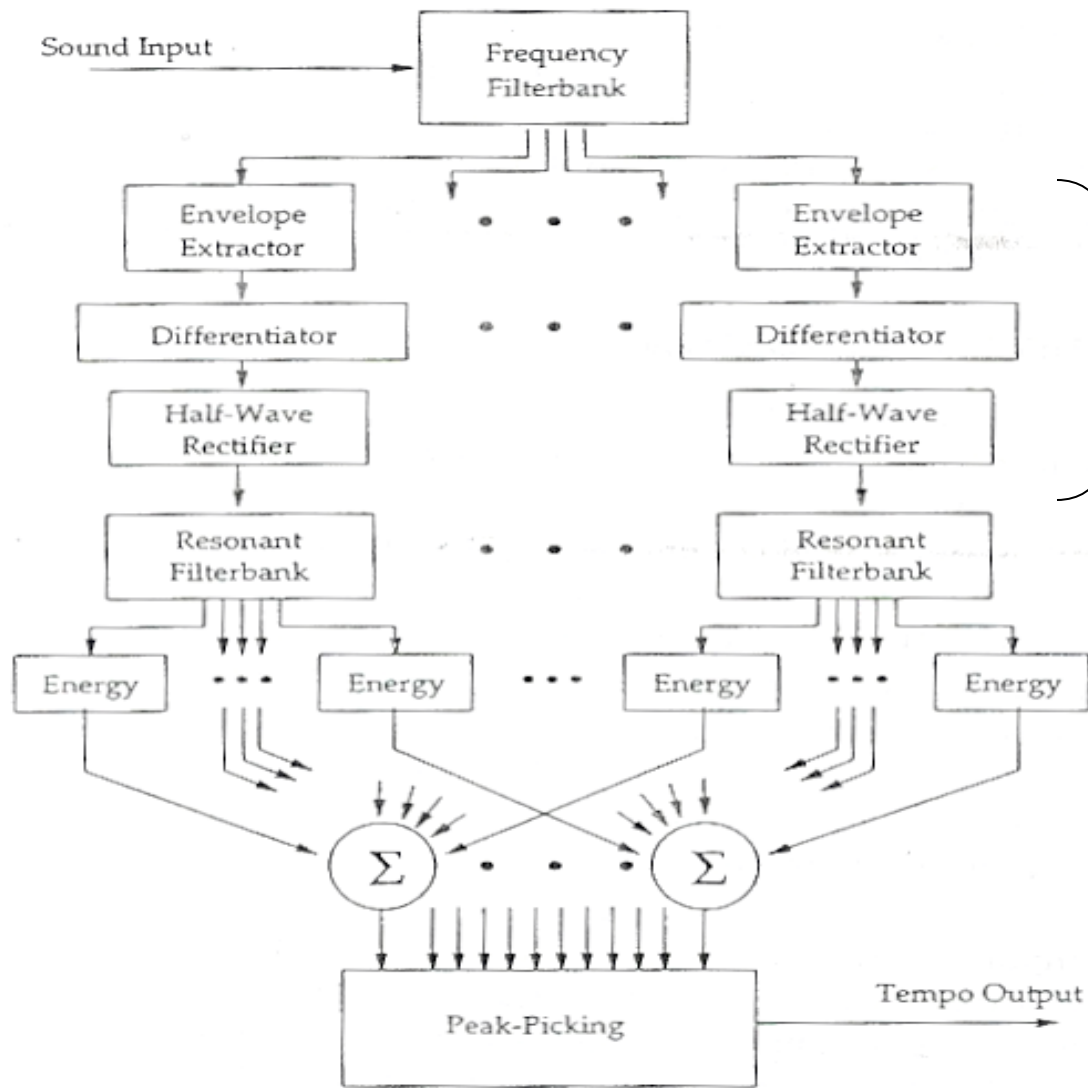 Sound Input
Frequency
Filterbank
Envelope
Extractor
Envelope
Extractor
Differentiator
Differentiator
Half-Wave
Rectifier
Half-Wave
Rectifier
Resonant
Filterbank
Resonant
Filterbank
Energy
Energy
Energy
Energy
Σ
Σ
Tempo Output
Peak-Picking